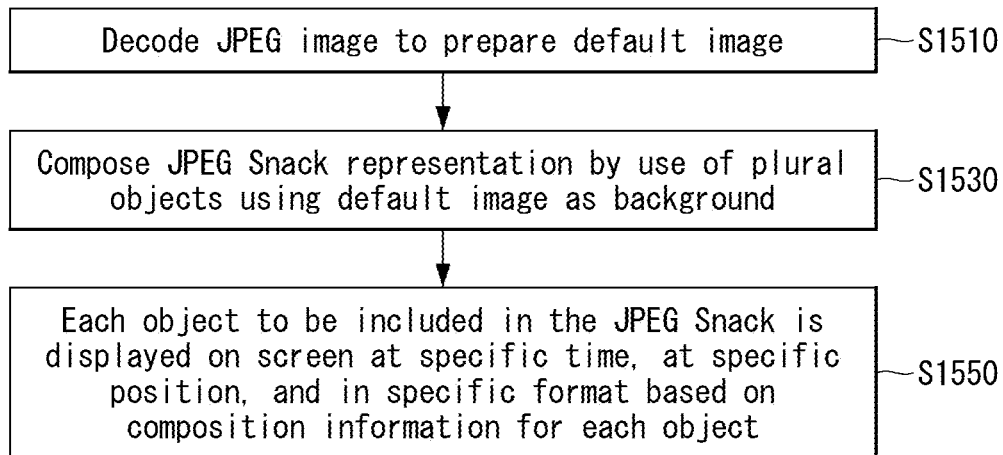 Decode JPEG image to prepare default image
S1510
Compose JPEG Snack representation by use of plural
objects using default image as background
S1530
Each object to be included in the JPEG Snack is
displayed on screen at specific time, at specific
position, and in specific format based on
composition information for each object
S1550